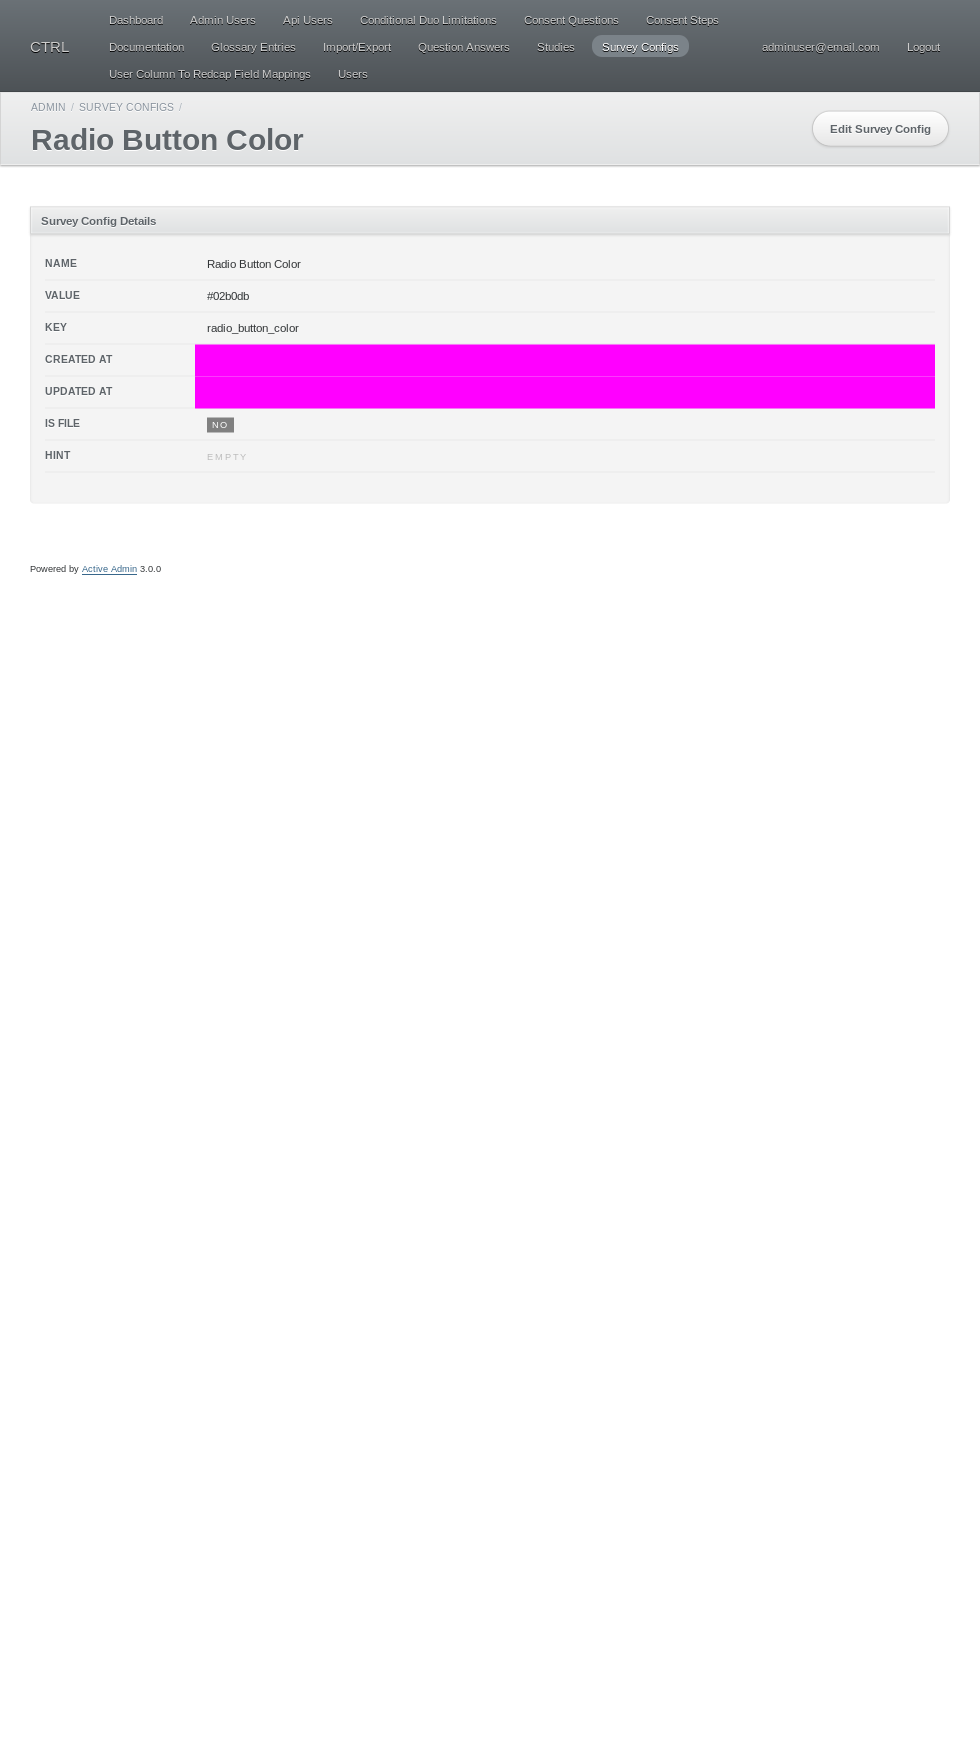 CTRL
Dashboard Admin Users Api Users Conditional Duo Limitations Consent Questions Consent Steps
Documentation Glossary Entries Import/Export Question Answers Studies Survey Configs
User Column To Redcap Field Mappings Users
adminuser@email.com Logout
ADMIN / SURVEY CONFIGS /
Radio Button Color
Edit Survey Config
Survey Config Details
NAME Radio Button Color
VALUE #02b0db
KEY radio_button_color
CREATED AT
UPDATED AT
IS FILE NO
HINT EMPTY
Powered by Active Admin 3.0.0